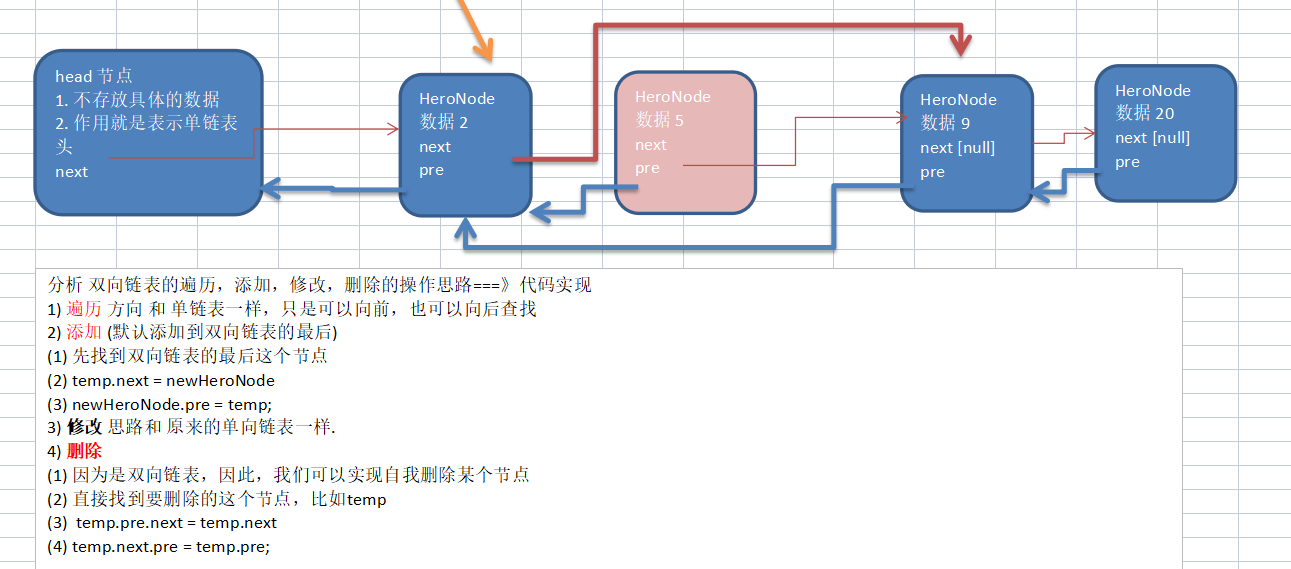 head 节点
1. 不存放具体的数据
2. 作用就是表示单链表
头
next
HeroNode
数据 2
next
pre
HeroNode
数据 5
next
pre
HeroNode
数据 9
next [null]
pre
HeroNode
数据 20
next [null]
pre
分析 双向链表的遍历，添加，修改，删除的操作思路===》代码实现
1) 遍历 方向 和 单链表一样，只是可以向前，也可以向后查找
2) 添加 (默认添加到双向链表的最后)
(1) 先找到双向链表的最后这个节点
(2) temp.next = newHeroNode
(3) newHeroNode.pre = temp;
3) 修改 思路和 原来的单向链表一样.
4) 删除
(1) 因为是双向链表，因此，我们可以实现自我删除某个节点
(2) 直接找到要删除的这个节点，比如temp
(3) temp.pre.next = temp.next
(4) temp.next.pre = temp.pre;